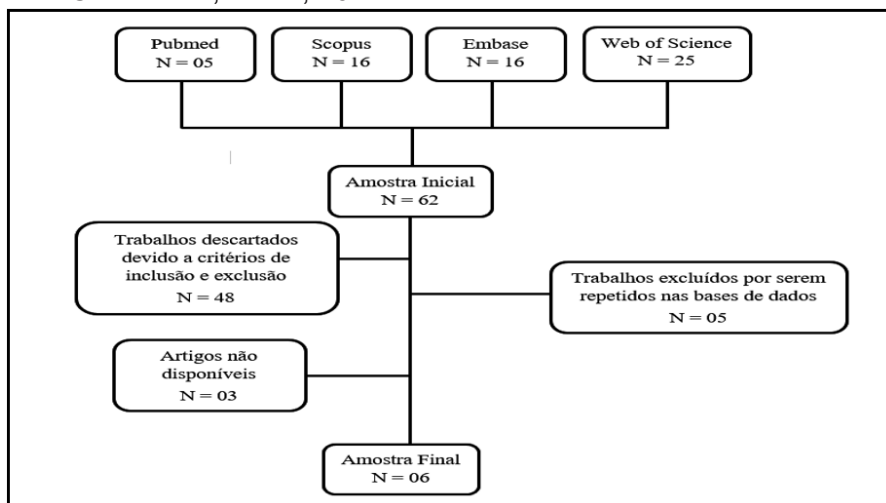 Pubmed
N = 05
Scopus
N = 16
Embase
N = 16
Web of Science
N = 25
Amostra Inicial
N = 62
Trabalhos descartados
devido a critérios de
inclusão e exclusão
N = 48
Trabalhos excluídos por serem
repetidos nas bases de dados
N = 05
Artigos não
disponíveis
N = 03
Amostra Final
N = 06